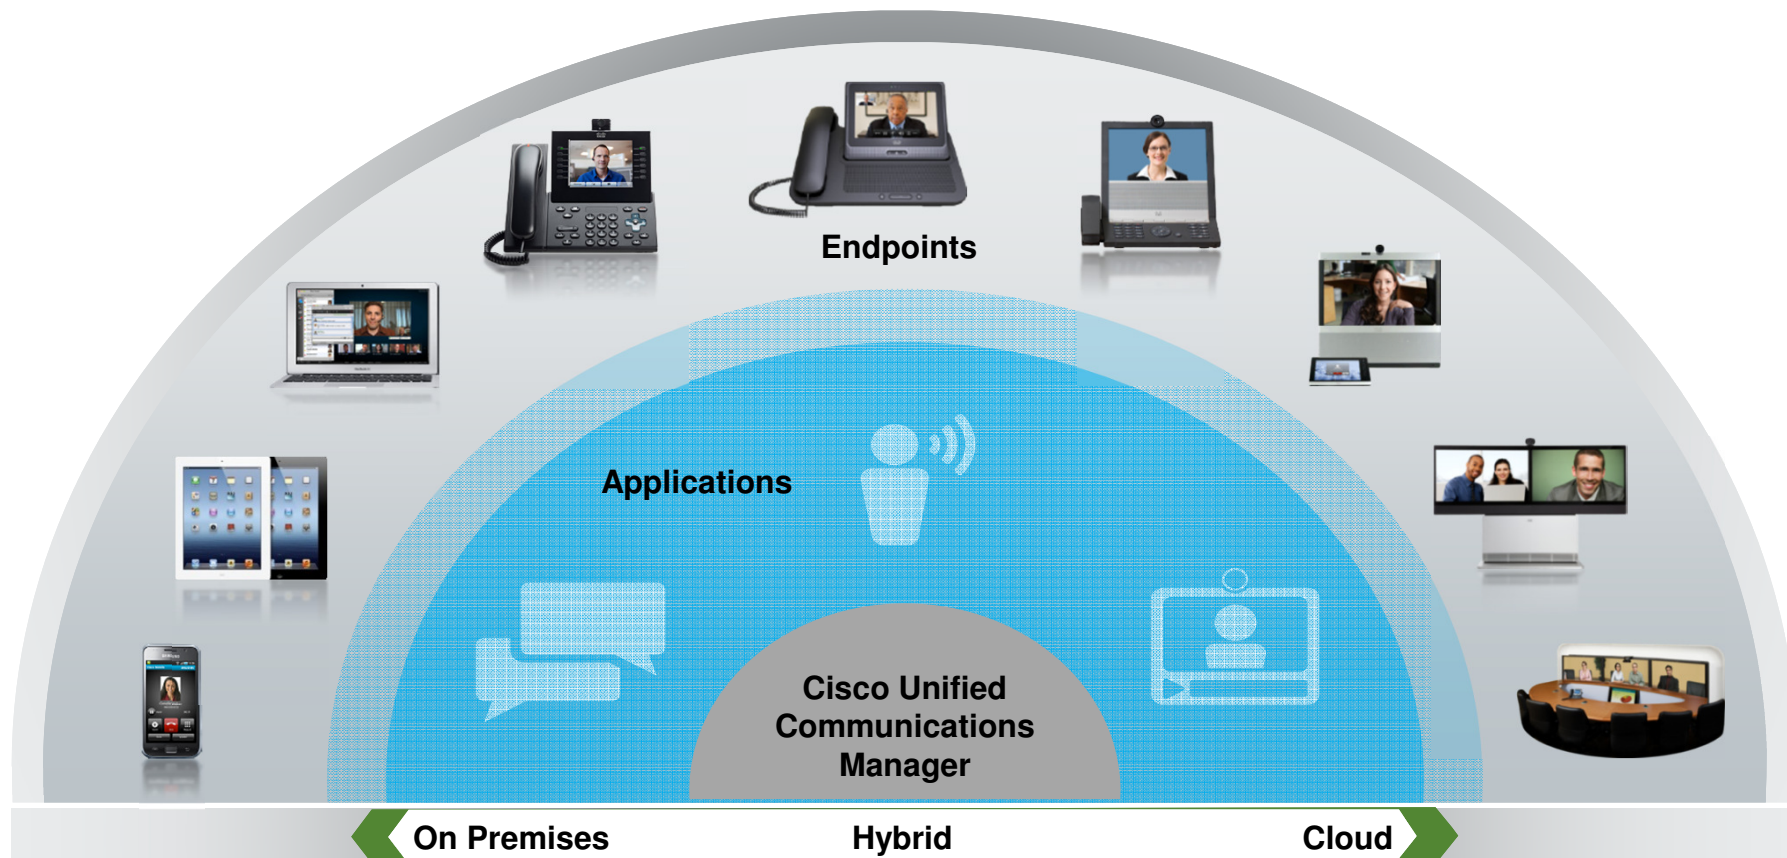 Endpoints
Applications
Cisco Unified
Communications
Manager
On Premises
Hybrid
Cloud